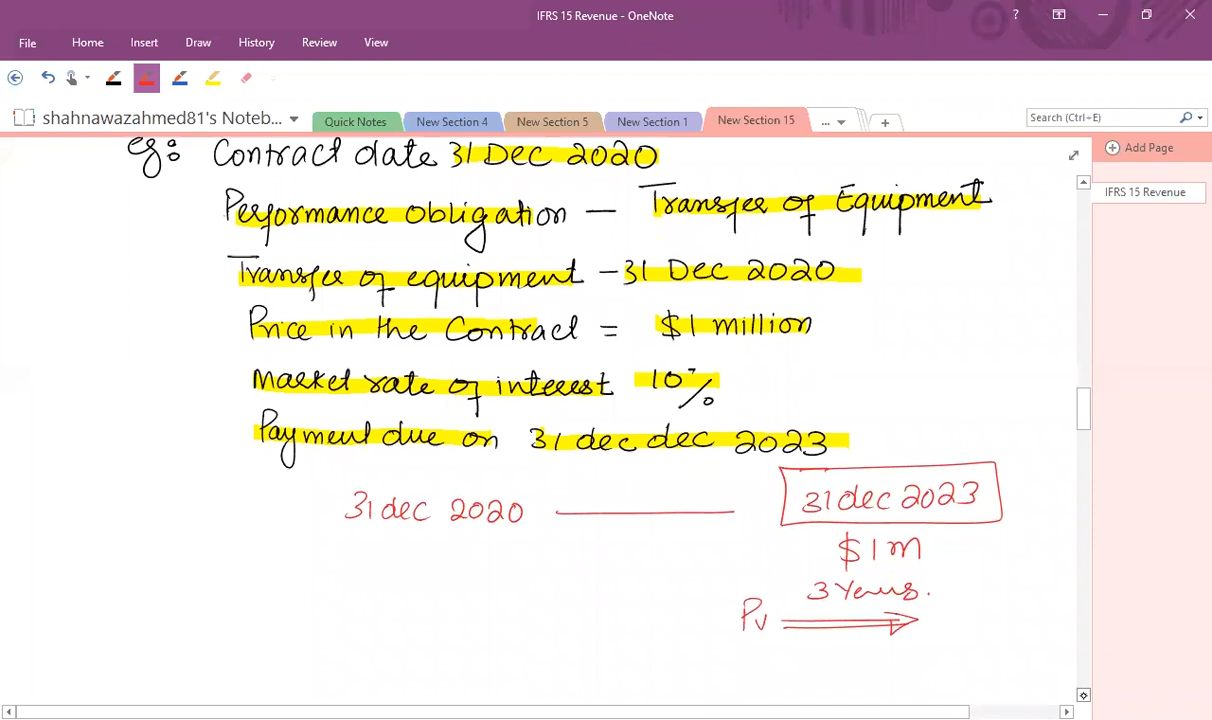 IFRS 15 Revenue - OneNote
?
File Home Insert Draw History Review View
shahnawazahmed81's Noteb... Quick Notes New Section 4 New Section 5 New Section 1 New Section 15 ... Search (Ctrl+E)
Add Page
IFRS 15 Revenue
eg: Contract date 31 Dec 2020
Performance obligation — Transfer of Equipment
Transfer of equipment - 31 Dec 2020
Price in the Contract = $1 million
Market rate of interest 10%
Payment due on 31 dec dec 2023
31 dec 2020 31 dec 2023
$1m
3 Years.
Pv